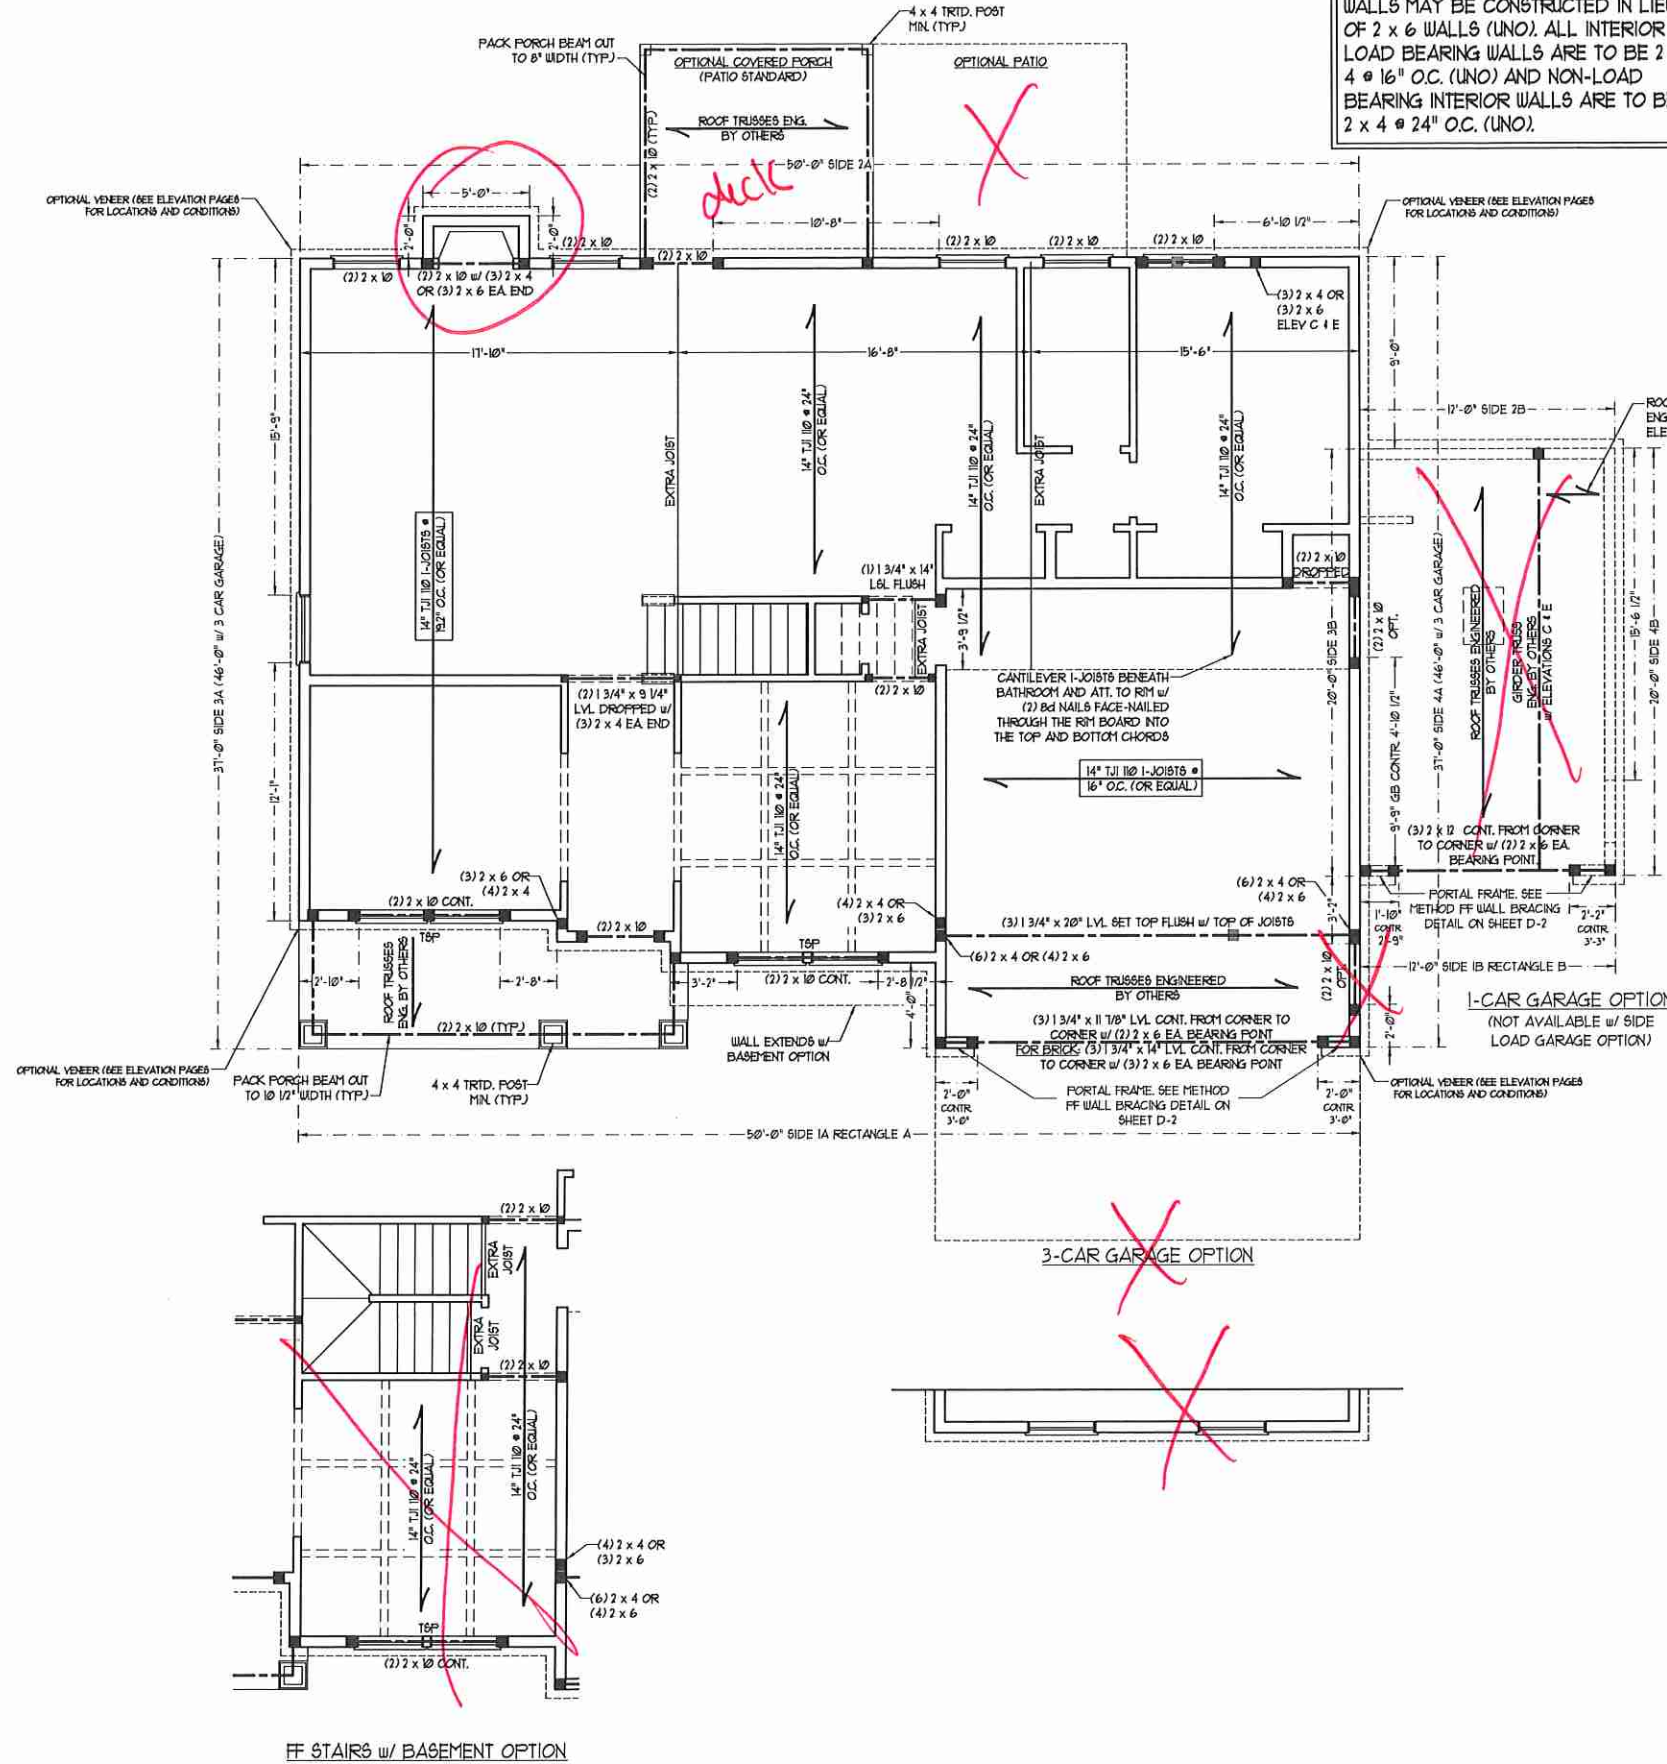 WALLS MAY BE CONSTRUCTED IN LIEU
OF 2 x 6 WALLS (UNO). ALL INTERIOR
LOAD BEARING WALLS ARE TO BE 2
4 @ 16" O.C. (UNO) AND NON-LOAD
BEARING INTERIOR WALLS ARE TO BE
2 x 4 @ 24" O.C. (UNO).
4 x 4 TRTD. POST
MIN. (TYP.)
PACK PORCH BEAM OUT
TO 8" WIDTH (TYP.)
OPTIONAL COVERED PORCH
(PATIO STANDARD)
OPTIONAL PATIO
ROOF TRUSSES ENG.
BY OTHERS
(2) 2 x 10 (TYP.)
50'-0" SIDE 2A
deck
5'-0"
2'-0"
2'-0"
10'-8"
6'-10 1/2"
OPTIONAL VENEER (SEE ELEVATION PAGES
FOR LOCATIONS AND CONDITIONS)
OPTIONAL VENEER (SEE ELEVATION PAGES
FOR LOCATIONS AND CONDITIONS)
(2) 2 x 10
(2) 2 x 10
(2) 2 x 10
(2) 2 x 10
(2) 2 x 10
(2) 2 x 10
(2) 2 x 10 w/ (3) 2 x 4
OR (3) 2 x 6 EA. END
(3) 2 x 4 OR
(3) 2 x 6
ELEV C & E
17'-10"
16'-8"
15'-6"
9'-0"
15'-9"
12'-0" SIDE 2B
37'-0" SIDE 3A (46'-0" w/ 3 CAR GARAGE)
14" TJI 110 I-JOISTS @
19.2" O.C. (OR EQUAL)
EXTRA JOIST
14" TJI 110 @ 24"
O.C. (OR EQUAL)
14" TJI 110 @ 24"
O.C. (OR EQUAL)
EXTRA JOIST
14" TJI 110 @ 24"
O.C. (OR EQUAL)
(1) 1 3/4" x 14"
LSL FLUSH
EXTRA JOIST
3'-9 1/2"
(2) 2 x 10
DROPPED
(2) 2 x 10
OPT.
20'-0" SIDE 3B
37'-0" SIDE 4A (46'-0" w/ 3 CAR GARAGE)
9'-9" GB CONTR. 4'-10 1/2"
ROOF TRUSSES ENGINEERED
BY OTHERS
GIRDER TRUSS
ENG. BY OTHERS
w/ ELEVATIONS C & E
15'-6 1/2"
20'-0" SIDE 4B
(2) 1 3/4" x 9 1/4"
LVL DROPPED w/
(3) 2 x 4 EA. END
(2) 2 x 10
CANTILEVER I-JOISTS BENEATH
BATHROOM AND ATT. TO RIM w/
(2) 8d NAILS FACE-NAILED
THROUGH THE RIM BOARD INTO
THE TOP AND BOTTOM CHORDS
14" TJI 110 I-JOISTS @
16" O.C. (OR EQUAL)
12'-1"
14" TJI 110 @ 24"
O.C. (OR EQUAL)
(3) 2 x 12 CONT. FROM CORNER
TO CORNER w/ (2) 2 x 6 EA.
BEARING POINT.
(3) 2 x 6 OR
(4) 2 x 4
(2) 2 x 10 CONT.
TSP
(4) 2 x 4 OR
(3) 2 x 6
(6) 2 x 4 OR
(4) 2 x 6
3'-2"
PORTAL FRAME. SEE
METHOD PF WALL BRACING
DETAIL ON SHEET D-2
1'-10"
CONTR.
2'-9"
2'-2"
CONTR.
3'-3"
(2) 2 x 10
(3) 1 3/4" x 20" LVL SET TOP FLUSH w/ TOP OF JOISTS
(6) 2 x 4 OR (4) 2 x 6
TSP
2'-10"
ROOF TRUSSES
ENG. BY OTHERS
2'-8"
3'-2"
(2) 2 x 10 CONT.
2'-8 1/2"
4'-0"
ROOF TRUSSES ENGINEERED
BY OTHERS
(2) 2 x 10
OPT.
12'-0" SIDE 1B RECTANGLE B
2'-0"
1-CAR GARAGE OPTION
(NOT AVAILABLE w/ SIDE
LOAD GARAGE OPTION)
(2) 2 x 10 (TYP.)
(3) 1 3/4" x 11 7/8" LVL CONT. FROM CORNER TO
CORNER w/ (2) 2 x 6 EA. BEARING POINT
FOR BRICK: (3) 1 3/4" x 14" LVL CONT. FROM CORNER
TO CORNER w/ (3) 2 x 6 EA. BEARING POINT
WALL EXTENDS w/
BASEMENT OPTION
OPTIONAL VENEER (SEE ELEVATION PAGES
FOR LOCATIONS AND CONDITIONS)
PACK PORCH BEAM OUT
TO 10 1/2" WIDTH (TYP.)
4 x 4 TRTD. POST
MIN. (TYP.)
2'-0"
CONTR.
3'-0"
PORTAL FRAME. SEE METHOD
PF WALL BRACING DETAIL ON
SHEET D-2
2'-0"
CONTR.
3'-0"
OPTIONAL VENEER (SEE ELEVATION PAGES
FOR LOCATIONS AND CONDITIONS)
50'-0" SIDE 1A RECTANGLE A
3-CAR GARAGE OPTION
(2) 2 x 10
EXTRA
JOIST
EXTRA
JOIST
(2) 2 x 10
14" TJI 110 @ 24"
O.C. (OR EQUAL)
14" TJI 110 @ 24"
O.C. (OR EQUAL)
(4) 2 x 4 OR
(3) 2 x 6
(6) 2 x 4 OR
(4) 2 x 6
TSP
(2) 2 x 10 CONT.
FF STAIRS w/ BASEMENT OPTION